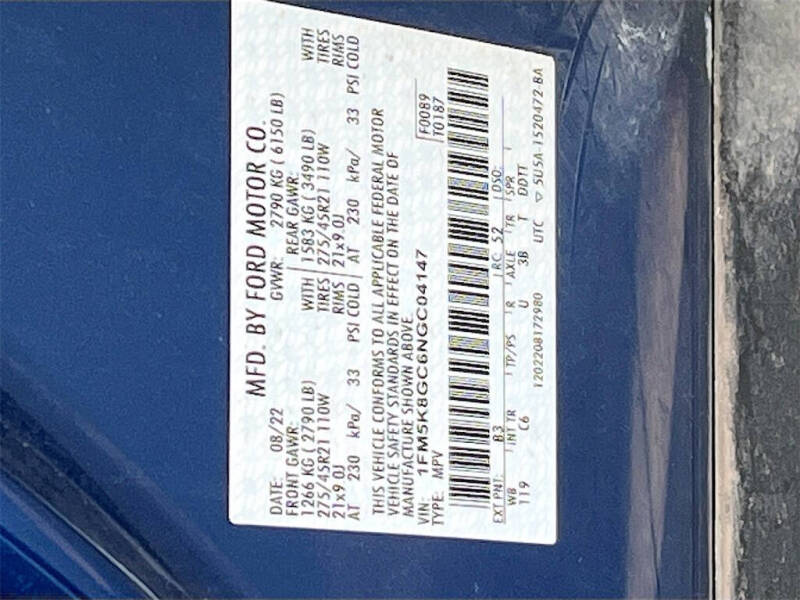 MFD. BY FORD MOTOR CO.
DATE: 08/22 GVWR: 2790 KG ( 6150 LB)
FRONT GAWR: REAR GAWR:
1266 KG ( 2790 LB) WITH 1583 KG ( 3490 LB) WITH
275/45R21 110W TIRES 275/45R21 110W TIRES
21x9.0J RIMS 21x9.0J RIMS
AT 230 kPa/ 33 PSI COLD AT 230 kPa/ 33 PSI COLD
THIS VEHICLE CONFORMS TO ALL APPLICABLE FEDERAL MOTOR
VEHICLE SAFETY STANDARDS IN EFFECT ON THE DATE OF
MANUFACTURE SHOWN ABOVE.
VIN: 1FM5K8GC6NGC04147
TYPE: MPV
F0089
T0187
EXT PNT: B3 RC: 52 DSO:
WB INT TR TP/PS R AXLE TR SPR
119 C6 U 3B T DDTT
1202208172980 UTC ▽ 5U5A-1520472-BA